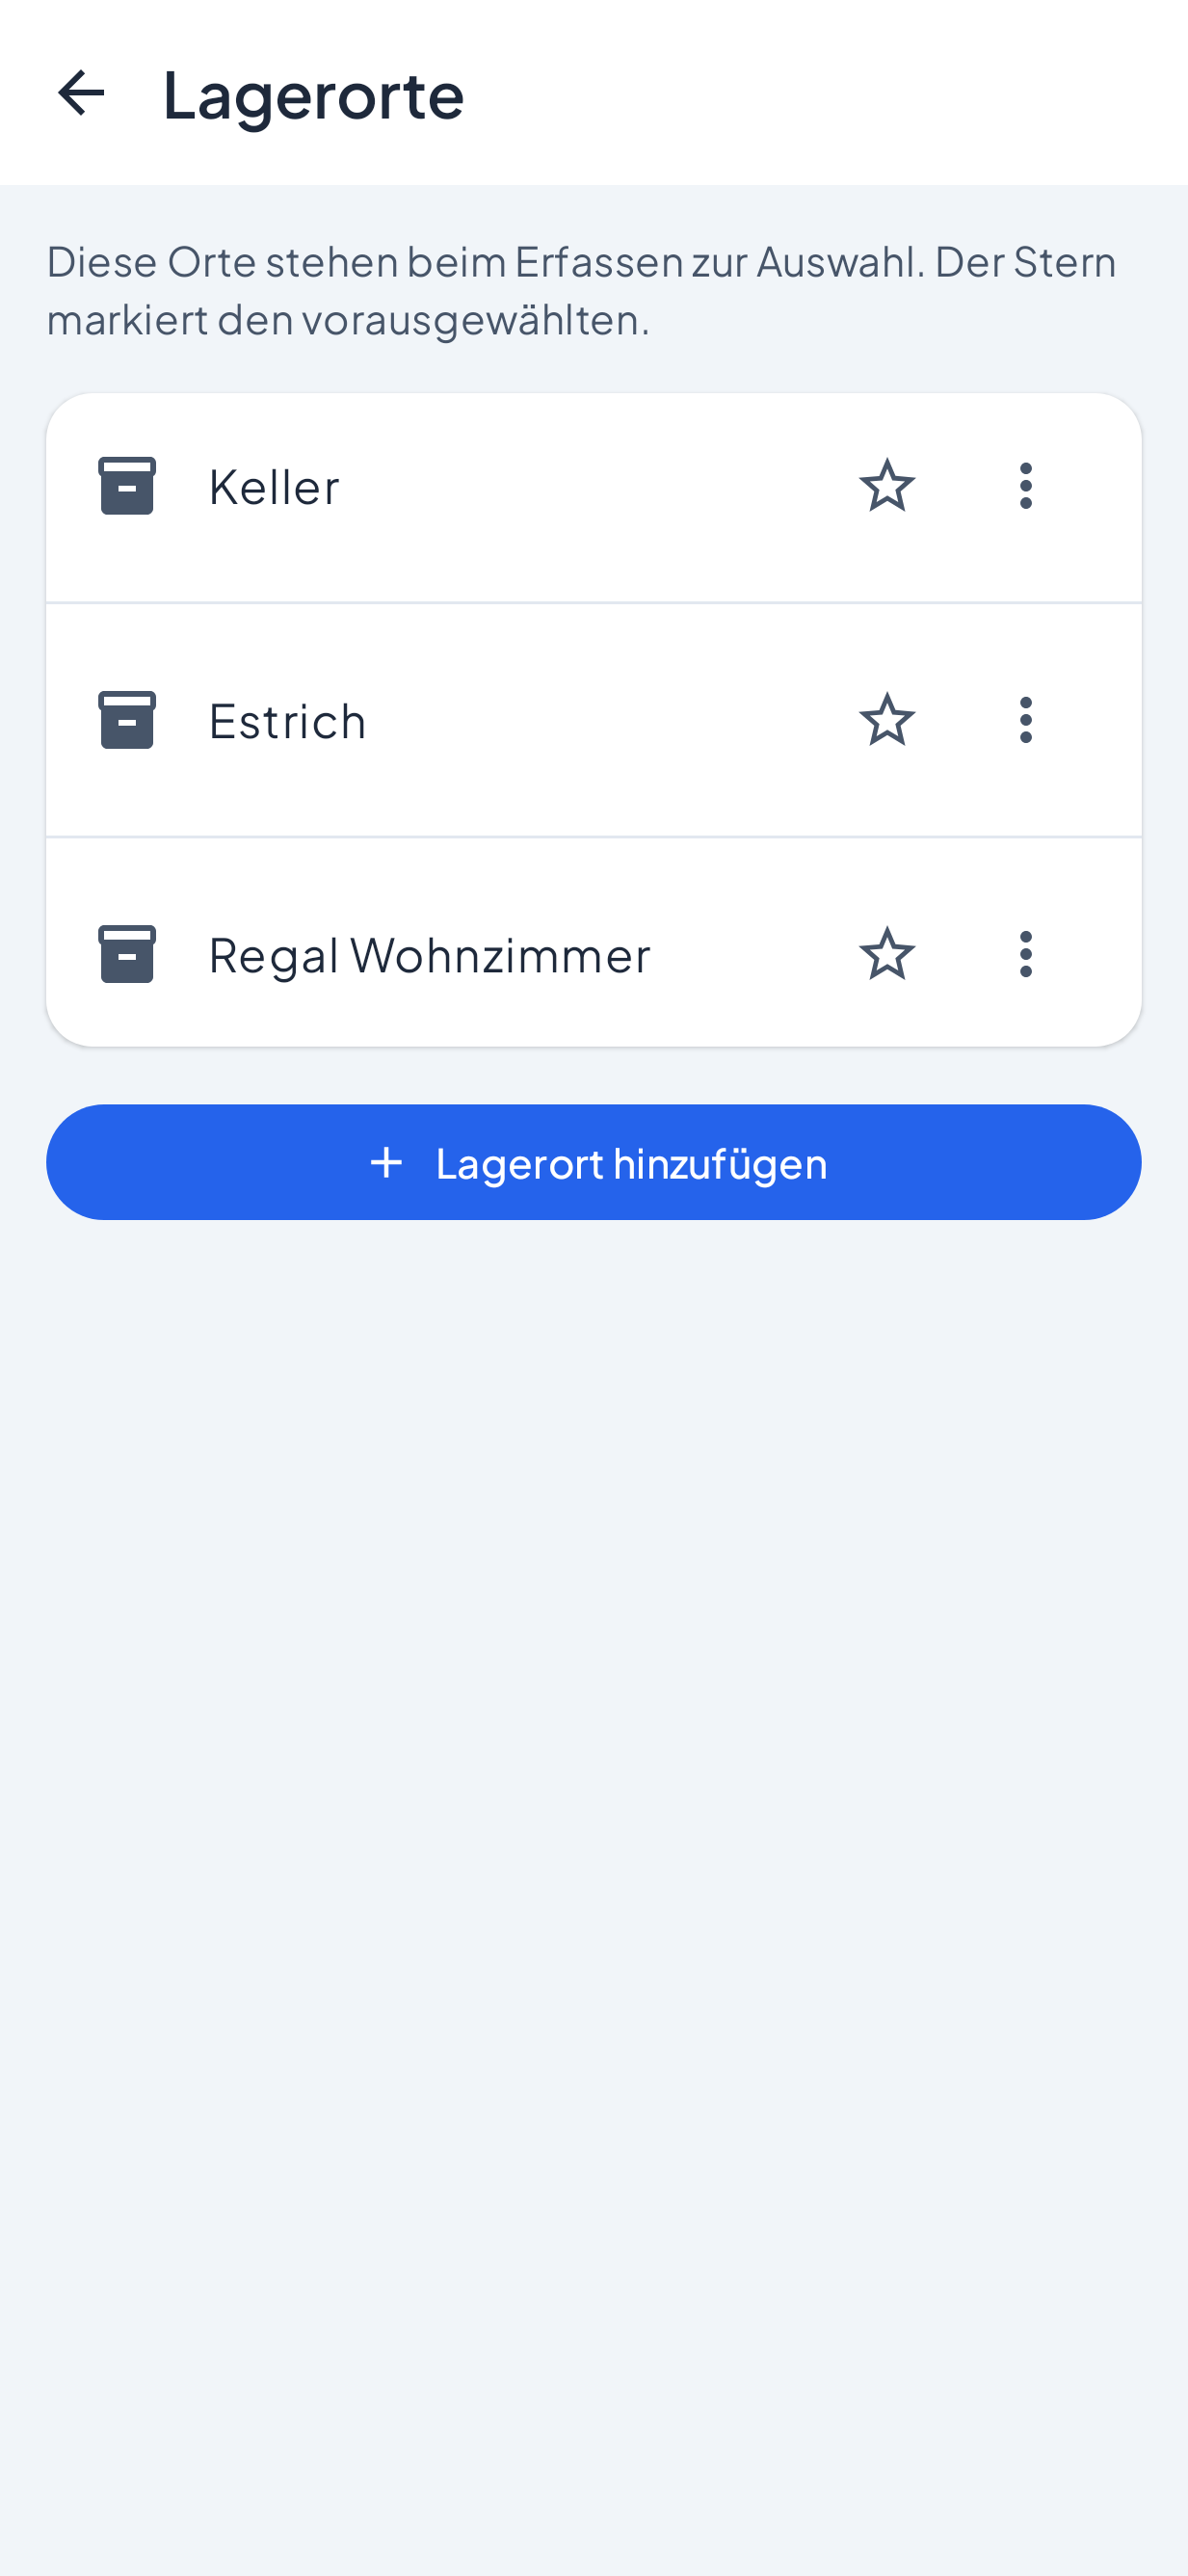 Lagerorte
Diese Orte stehen beim Erfassen zur Auswahl. Der Stern
markiert den vorausgewählten.
Keller
Estrich
Regal Wohnzimmer
+ Lagerort hinzufügen